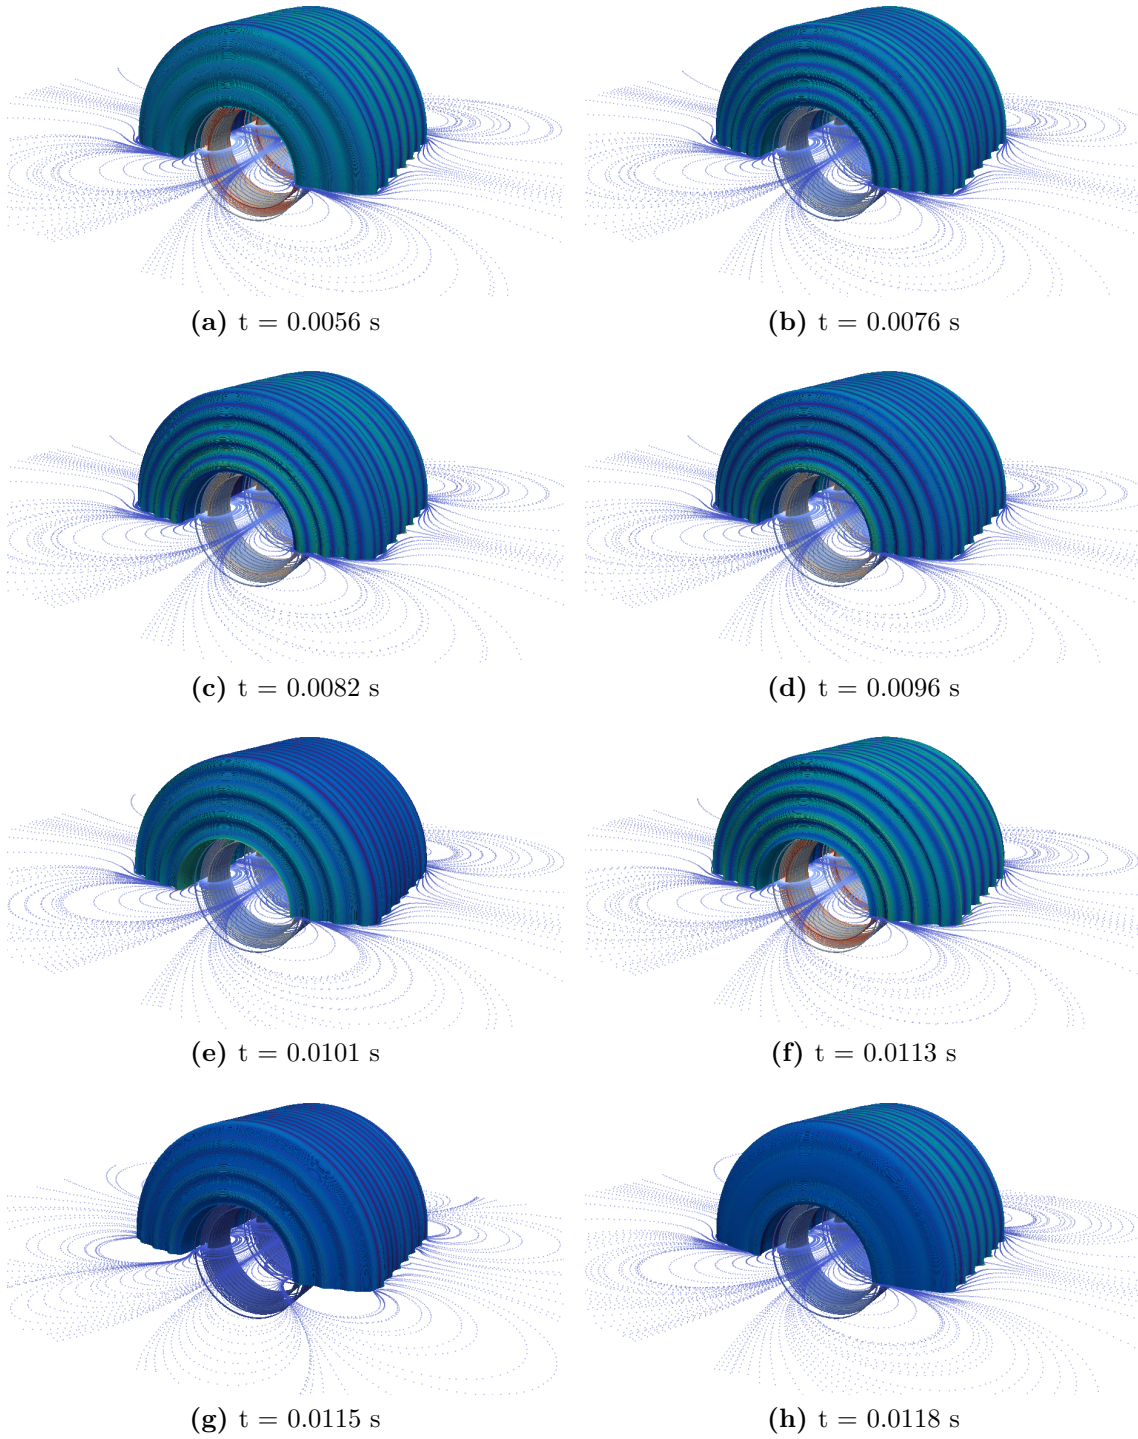 (a) t = 0.0056 s
(b) t = 0.0076 s
(c) t = 0.0082 s
(d) t = 0.0096 s
(e) t = 0.0101 s
(f) t = 0.0113 s
(g) t = 0.0115 s
(h) t = 0.0118 s